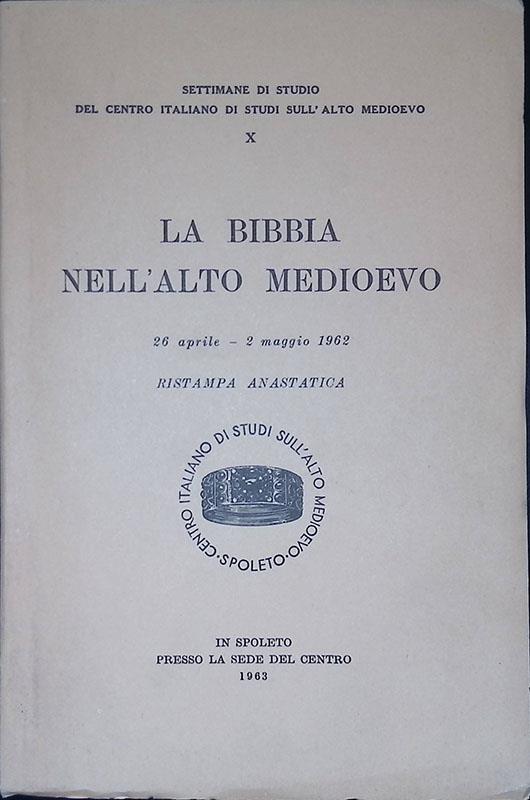 SETTIMANE DI STUDIO
DEL CENTRO ITALIANO DI STUDI SULL'ALTO MEDIOEVO
X
LA BIBBIA
NELL'ALTO MEDIOEVO
26 aprile - 2 maggio 1962
RISTAMPA ANASTATICA
CENTRO ITALIANO DI STUDI SULL'ALTO MEDIOEVO · SPOLETO ·
IN SPOLETO
PRESSO LA SEDE DEL CENTRO
1963